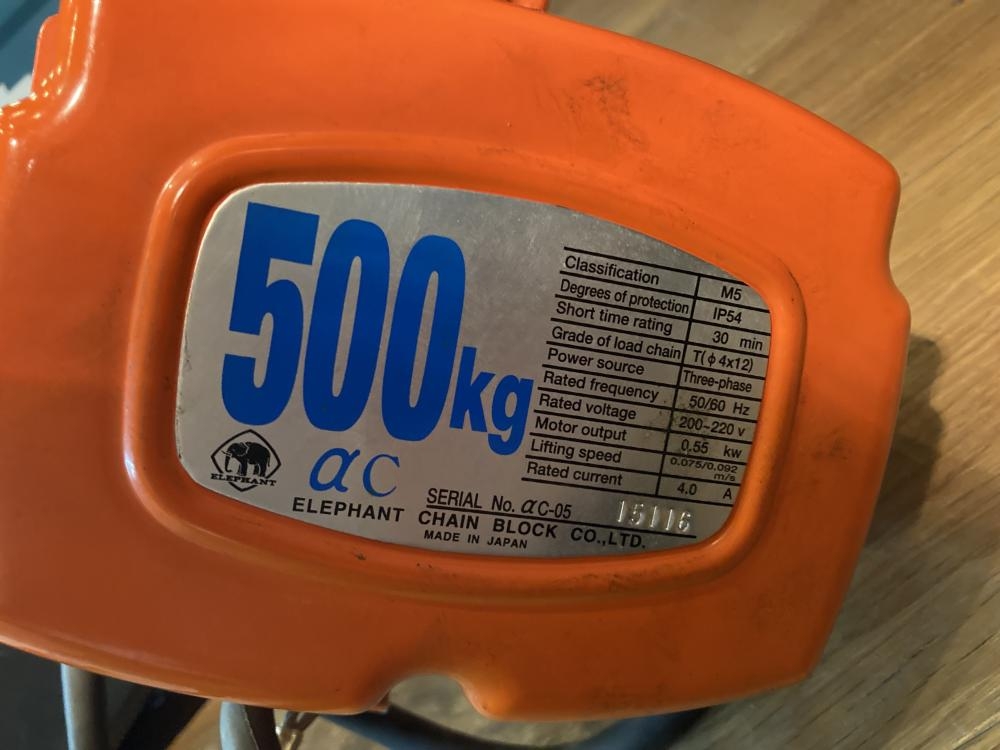 500kg
αC
ELEPHANT
Classification M5
Degrees of protection IP54
Short time rating 30 min
Grade of load chain T(ϕ4x12)
Power source Three-phase
Rated frequency 50/60 Hz
Rated voltage 200~220 v
Motor output 0.55 kw
Lifting speed 0.075/0.092 m/s
Rated current 4.0 A
SERIAL No. αC-05 15116
ELEPHANT CHAIN BLOCK CO.,LTD.
MADE IN JAPAN